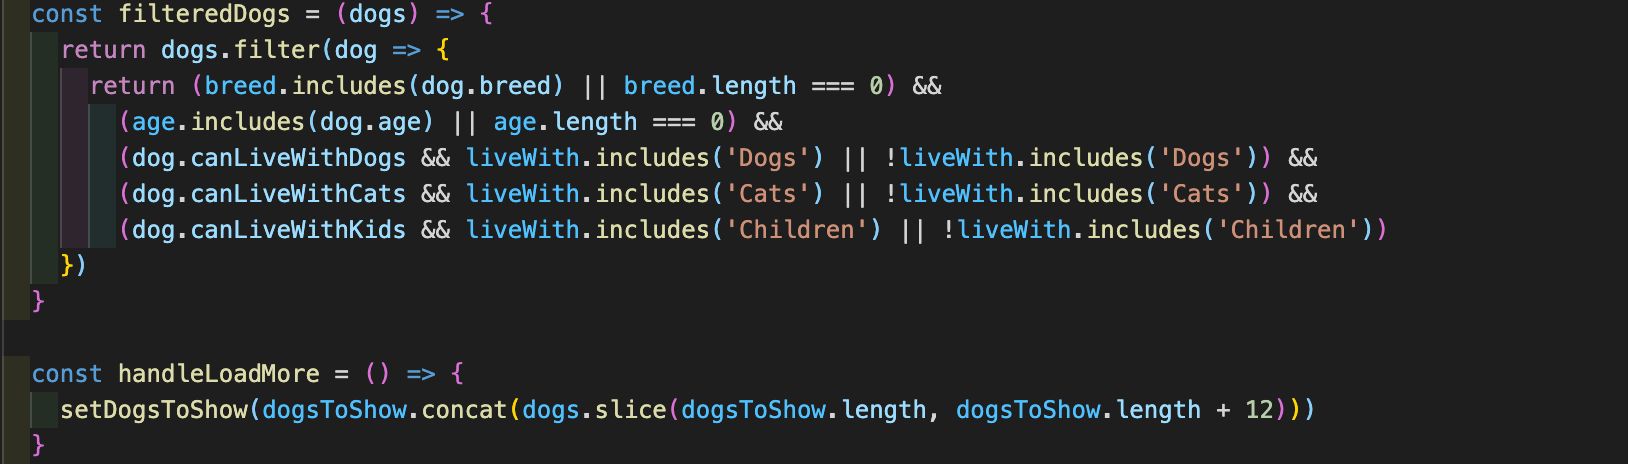 const filteredDogs = (dogs) => {
  return dogs.filter(dog => {
    return (breed.includes(dog.breed) || breed.length === 0) &&
      (age.includes(dog.age) || age.length === 0) &&
      (dog.canLiveWithDogs && liveWith.includes('Dogs') || !liveWith.includes('Dogs')) &&
      (dog.canLiveWithCats && liveWith.includes('Cats') || !liveWith.includes('Cats')) &&
      (dog.canLiveWithKids && liveWith.includes('Children') || !liveWith.includes('Children'))
  })
}

const handleLoadMore = () => {
  setDogsToShow(dogsToShow.concat(dogs.slice(dogsToShow.length, dogsToShow.length + 12)))
}